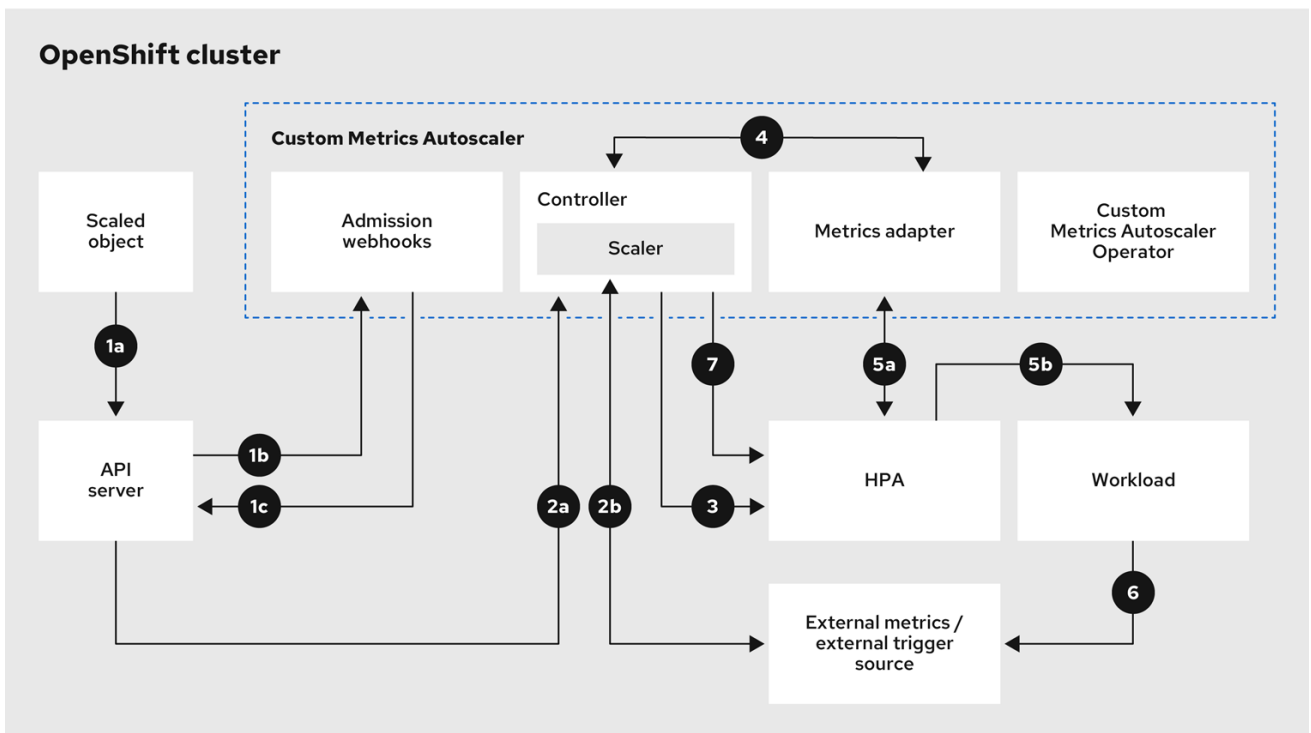 OpenShift cluster
Custom Metrics Autoscaler
4
Scaled
object
Admission
webhooks
Controller
Scaler
Metrics adapter
Custom
Metrics Autoscaler
Operator
1a
7
5a
5b
API
server
1b
1c
2a
2b
3
HPA
Workload
6
External metrics /
external trigger
source